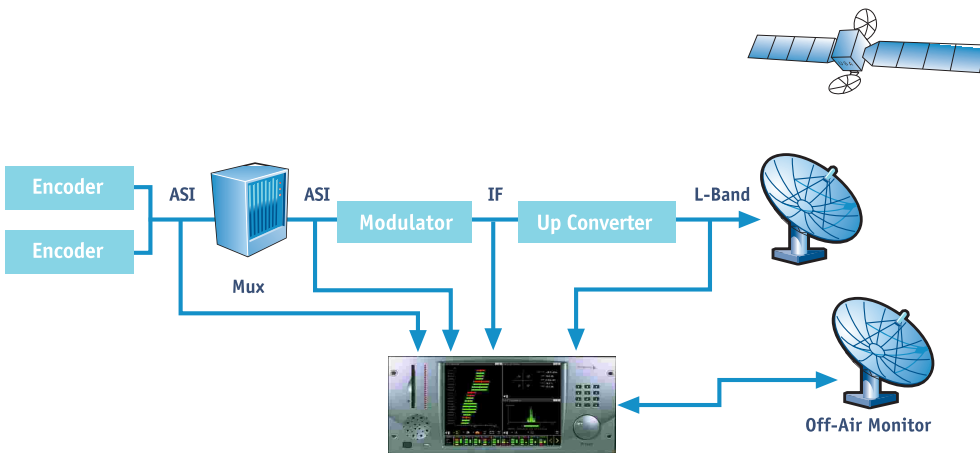 Encoder
Encoder
ASI
Mux
ASI
Modulator
IF
Up Converter
L-Band
Off-Air Monitor